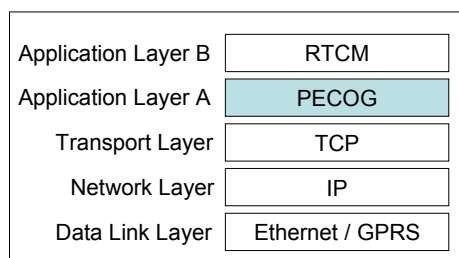 Application Layer B RTCM
Application Layer A PECOG
Transport Layer TCP
Network Layer IP
Data Link Layer Ethernet / GPRS